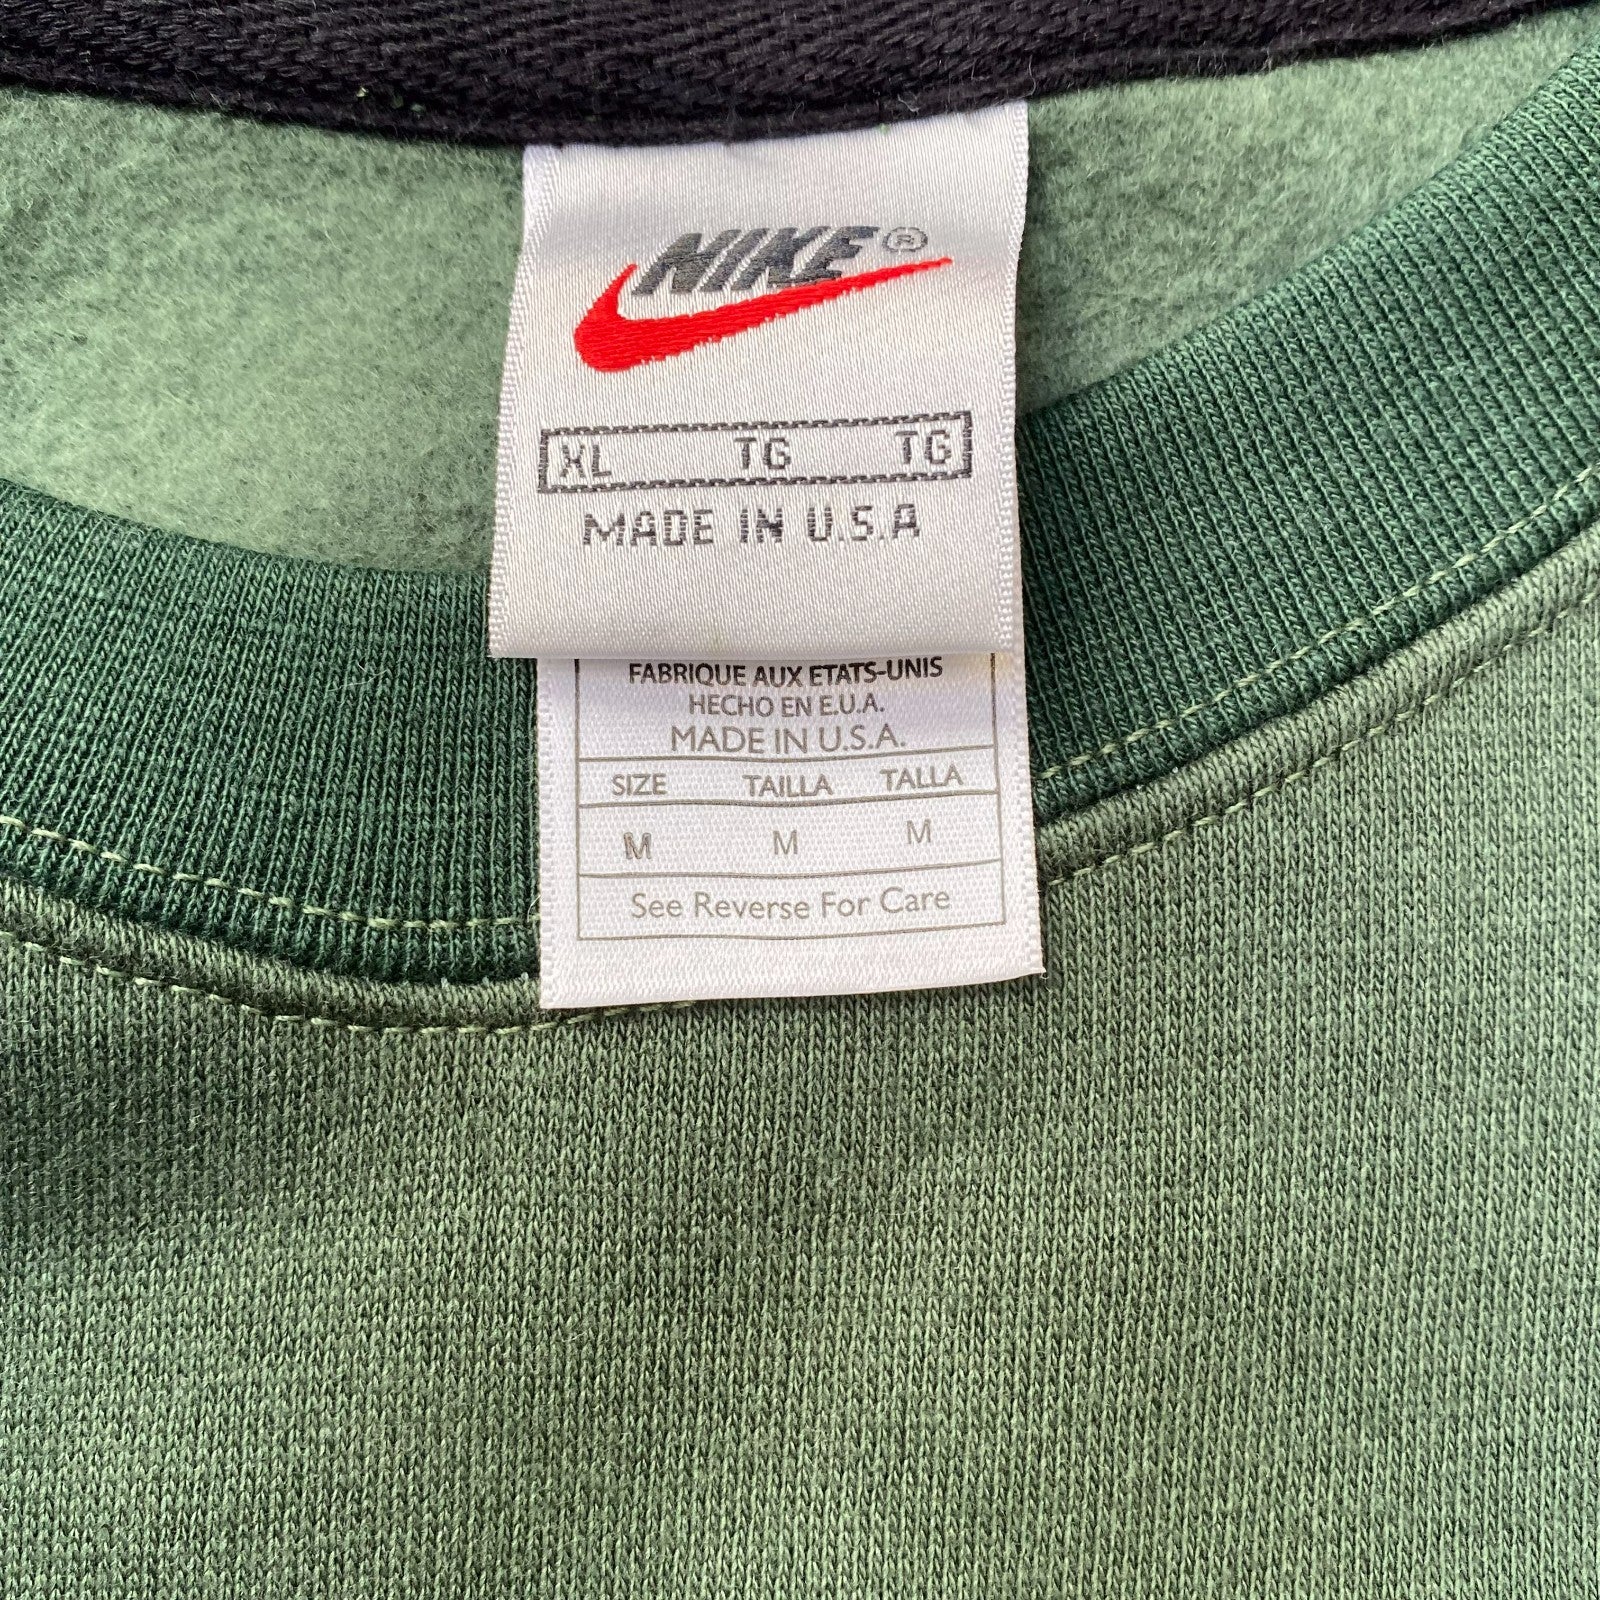 NIKE®
XL TG TG
MADE IN U.S.A
FABRIQUE AUX ETATS-UNIS
HECHO EN E.U.A.
MADE IN U.S.A.
SIZE TAILLA TALLA
M M M
See Reverse For Care